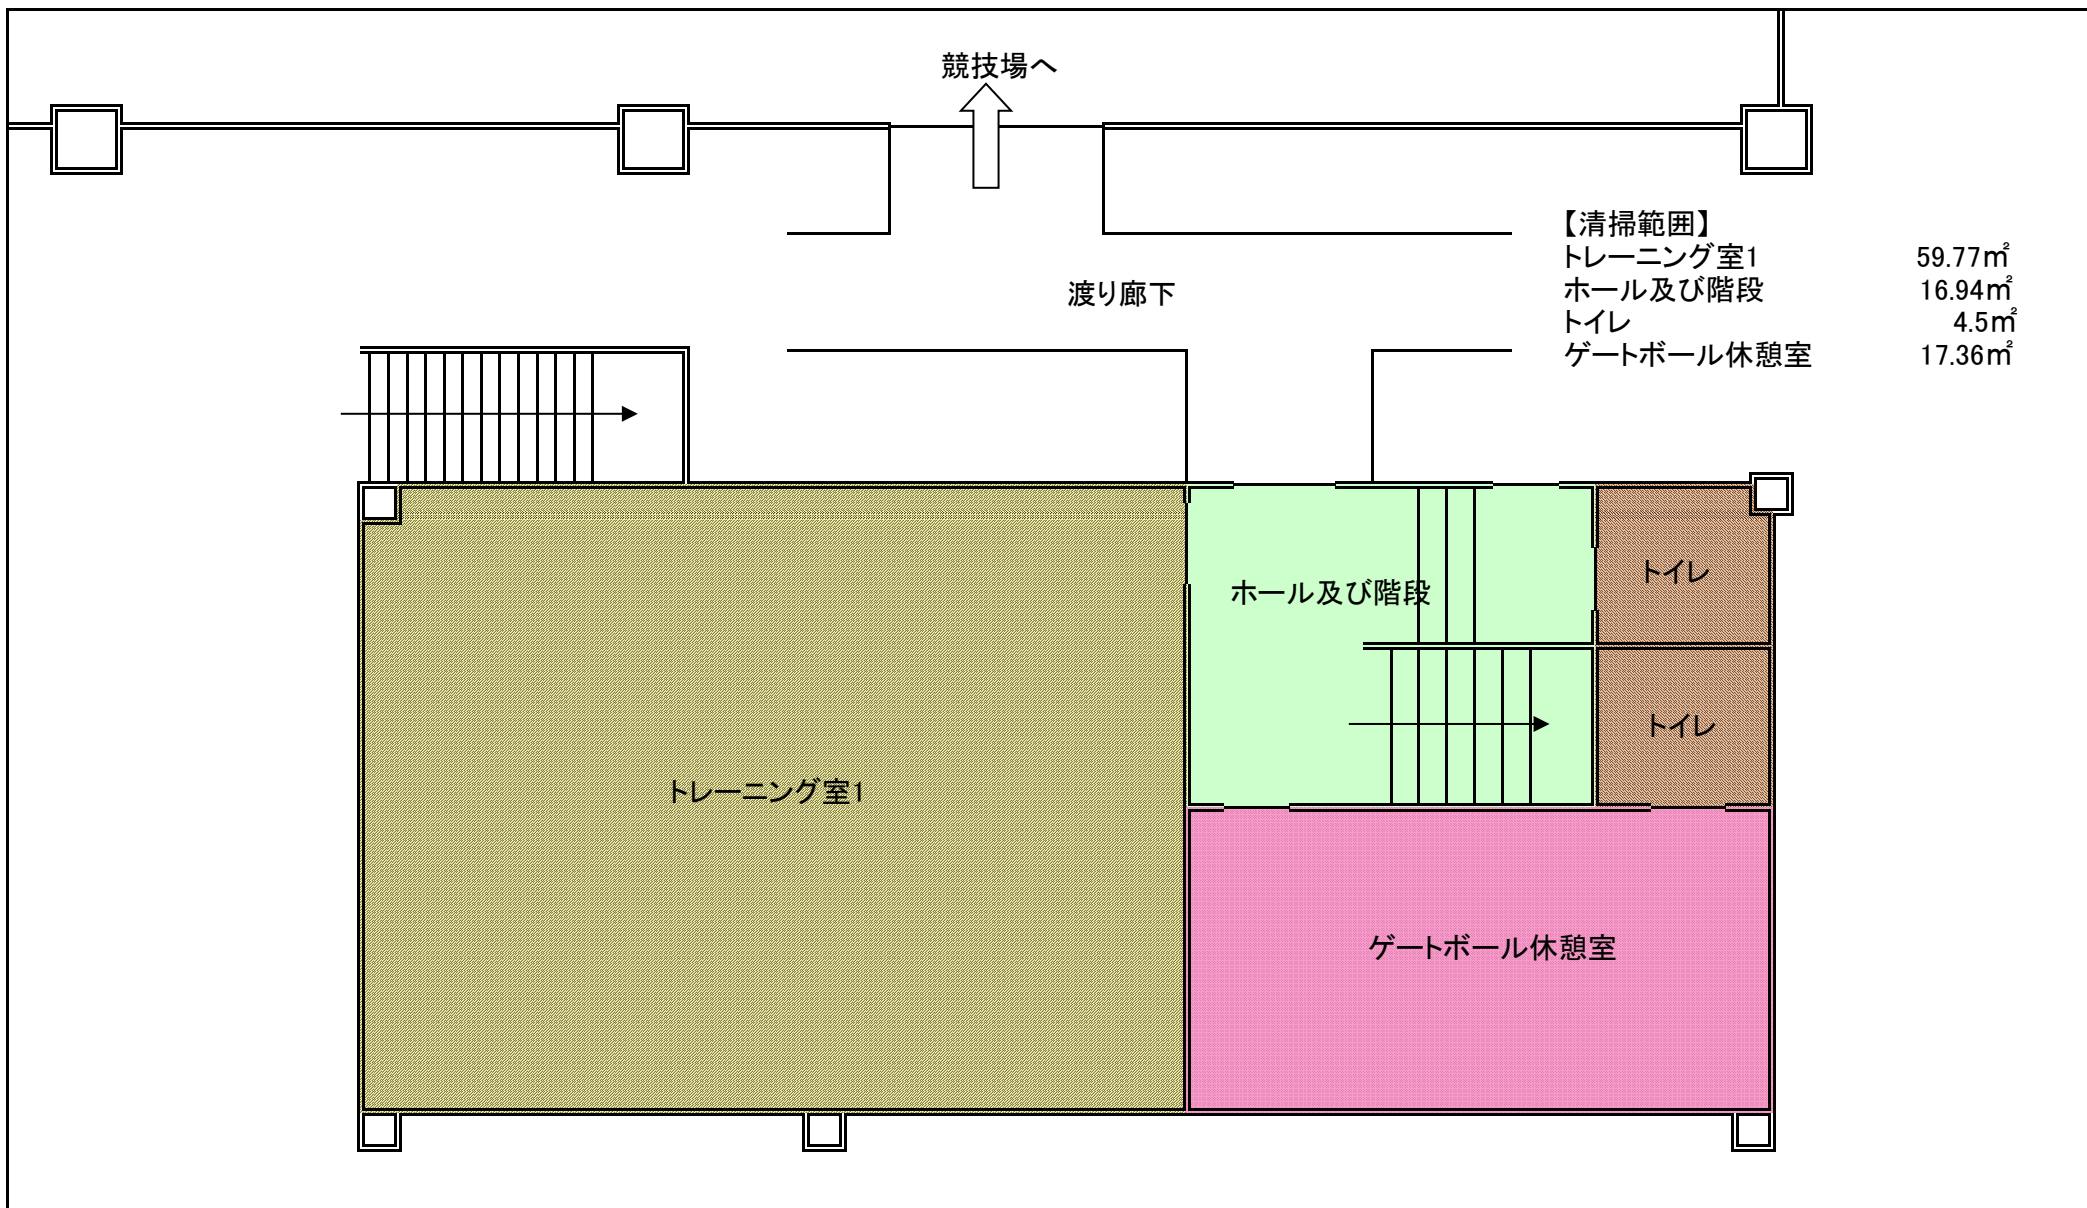 競技場へ
【清掃範囲】
トレーニング室1 59.77㎡
ホール及び階段 16.94㎡
トイレ 4.5㎡
ゲートボール休憩室 17.36㎡
渡り廊下
トイレ
ホール及び階段
トイレ
トレーニング室1
ゲートボール休憩室